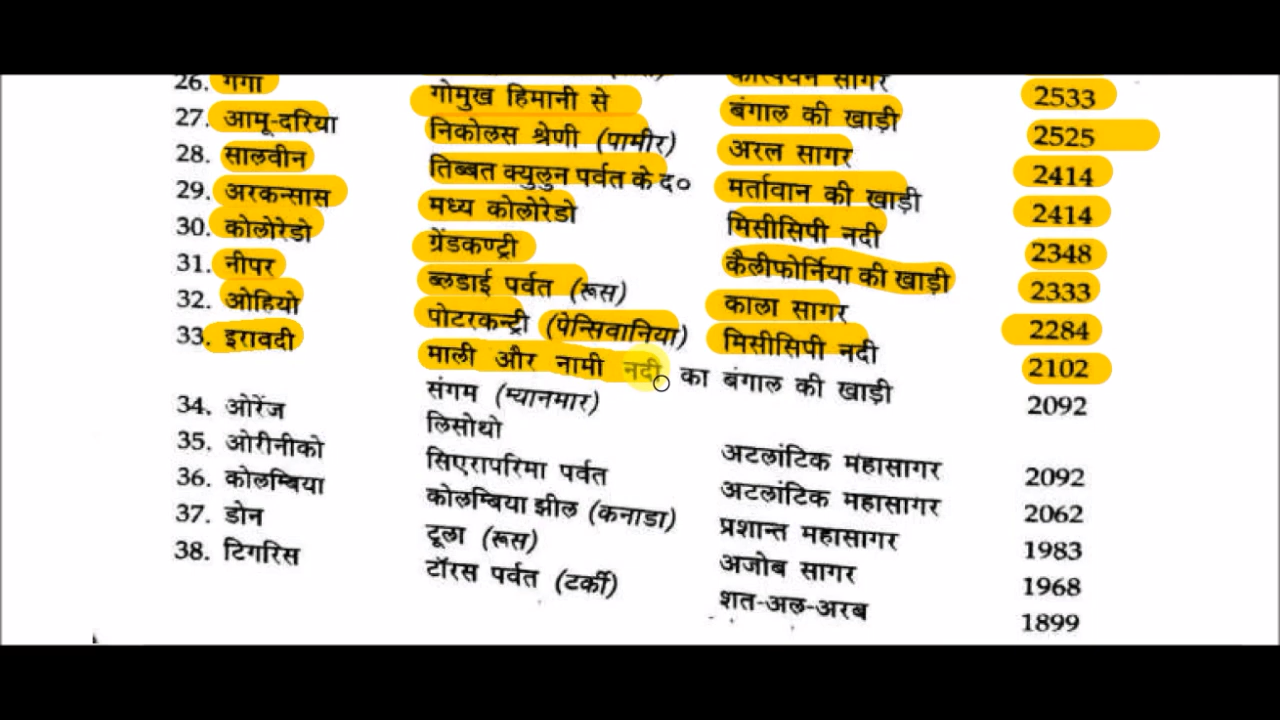 कास्पियन सागर 2533
26. गंगा गोमुख हिमानी से बंगाल की खाड़ी 2525
27. आमू-दरिया निकोलस श्रेणी (पामीर) अरल सागर 2414
28. सालवीन तिब्बत क्युलुन पर्वत के द० मर्तावान की खाड़ी 2414
29. अरकन्सास मध्य कोलोरेडो मिसीसिपी नदी 2348
30. कोलोरेडो ग्रेंडकण्ट्री कैलीफोर्निया की खाड़ी 2333
31. नीपर ब्लडाई पर्वत (रूस) काला सागर 2284
32. ओहियो पोटरकन्ट्री (पेन्सिवानिया) मिसीसिपी नदी 2102
33. इरावदी माली और नामी नदी का बंगाल की खाड़ी 2092
संगम (म्यानमार)
34. ओरेंज लिसोथो अटलांटिक महासागर 2092
35. ओरीनीको सिएरापरिमा पर्वत अटलांटिक महासागर 2062
36. कोलम्बिया कोलम्बिया झील (कनाडा) प्रशान्त महासागर 1983
37. डोन टूला (रूस) अजोब सागर 1968
38. टिगरिस टॉरस पर्वत (टर्की) शत-अल-अरब 1899